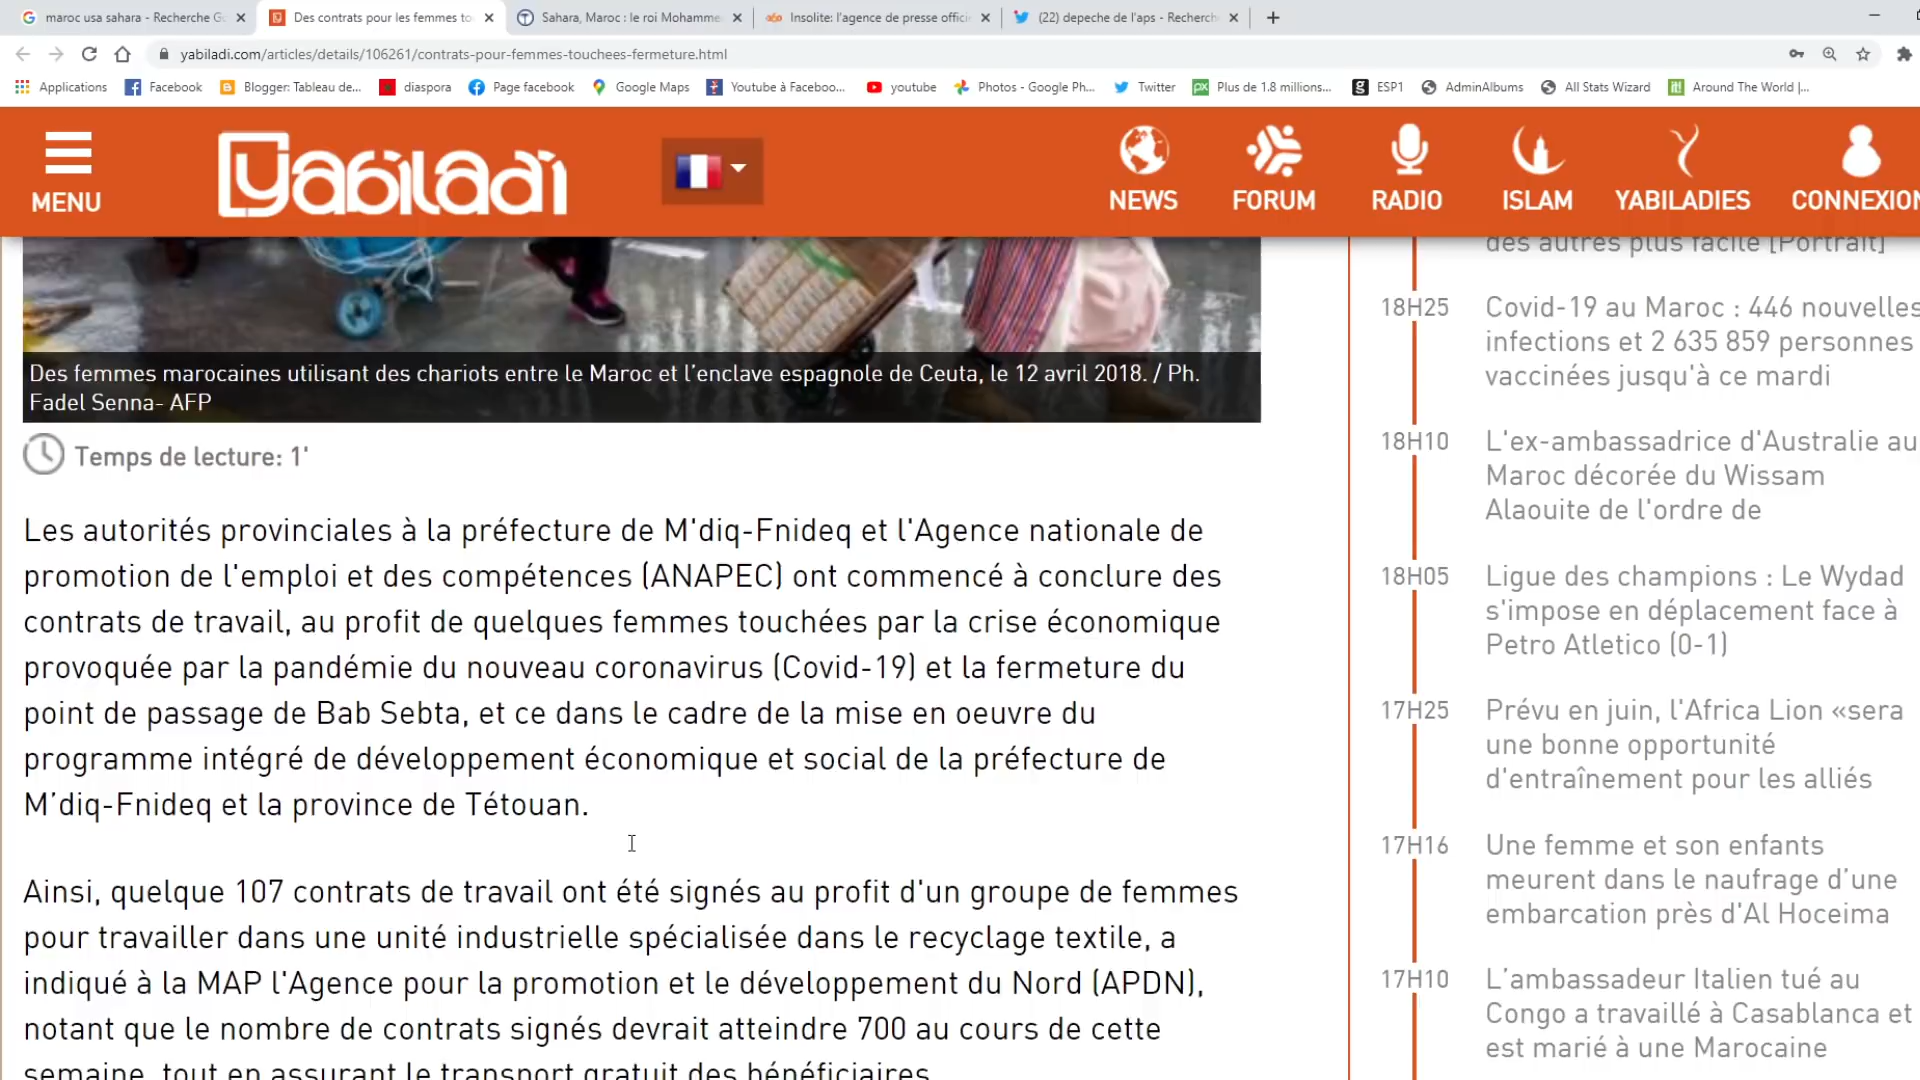 maroc usa sahara - Recherche G
Des contrats pour les femmes to
Sahara, Maroc : le roi Mohamme
Insolite: l'agence de presse offici
(22) depeche de l'aps - Recherch
yabiladi.com/articles/details/106261/contrats-pour-femmes-touchees-fermeture.html
Applications
Facebook
Blogger: Tableau de...
diaspora
Page facebook
Google Maps
Youtube à Faceboo...
youtube
Photos - Google Ph...
Twitter
Plus de 1.8 millions...
ESP1
AdminAlbums
All Stats Wizard
Around The World |...
MENU
yabiladi
NEWS
FORUM
RADIO
ISLAM
YABILADIES
CONNEXION
Des femmes marocaines utilisant des chariots entre le Maroc et l'enclave espagnole de Ceuta, le 12 avril 2018. / Ph.
Fadel Senna- AFP
Temps de lecture: 1'
Les autorités provinciales à la préfecture de M'diq-Fnideq et l'Agence nationale de
promotion de l'emploi et des compétences (ANAPEC) ont commencé à conclure des
contrats de travail, au profit de quelques femmes touchées par la crise économique
provoquée par la pandémie du nouveau coronavirus (Covid-19) et la fermeture du
point de passage de Bab Sebta, et ce dans le cadre de la mise en oeuvre du
programme intégré de développement économique et social de la préfecture de
M'diq-Fnideq et la province de Tétouan.
Ainsi, quelque 107 contrats de travail ont été signés au profit d'un groupe de femmes
pour travailler dans une unité industrielle spécialisée dans le recyclage textile, a
indiqué à la MAP l'Agence pour la promotion et le développement du Nord (APDN),
notant que le nombre de contrats signés devrait atteindre 700 au cours de cette
semaine, tout en assurant le transport gratuit des bénéficiaires.
des autres plus facile [Portrait]
18H25
Covid-19 au Maroc : 446 nouvelles
infections et 2 635 859 personnes
vaccinées jusqu'à ce mardi
18H10
L'ex-ambassadrice d'Australie au
Maroc décorée du Wissam
Alaouite de l'ordre de
18H05
Ligue des champions : Le Wydad
s'impose en déplacement face à
Petro Atletico (0-1)
17H25
Prévu en juin, l'Africa Lion «sera
une bonne opportunité
d'entraînement pour les alliés
17H16
Une femme et son enfants
meurent dans le naufrage d'une
embarcation près d'Al Hoceima
17H10
L'ambassadeur Italien tué au
Congo a travaillé à Casablanca et
est marié à une Marocaine